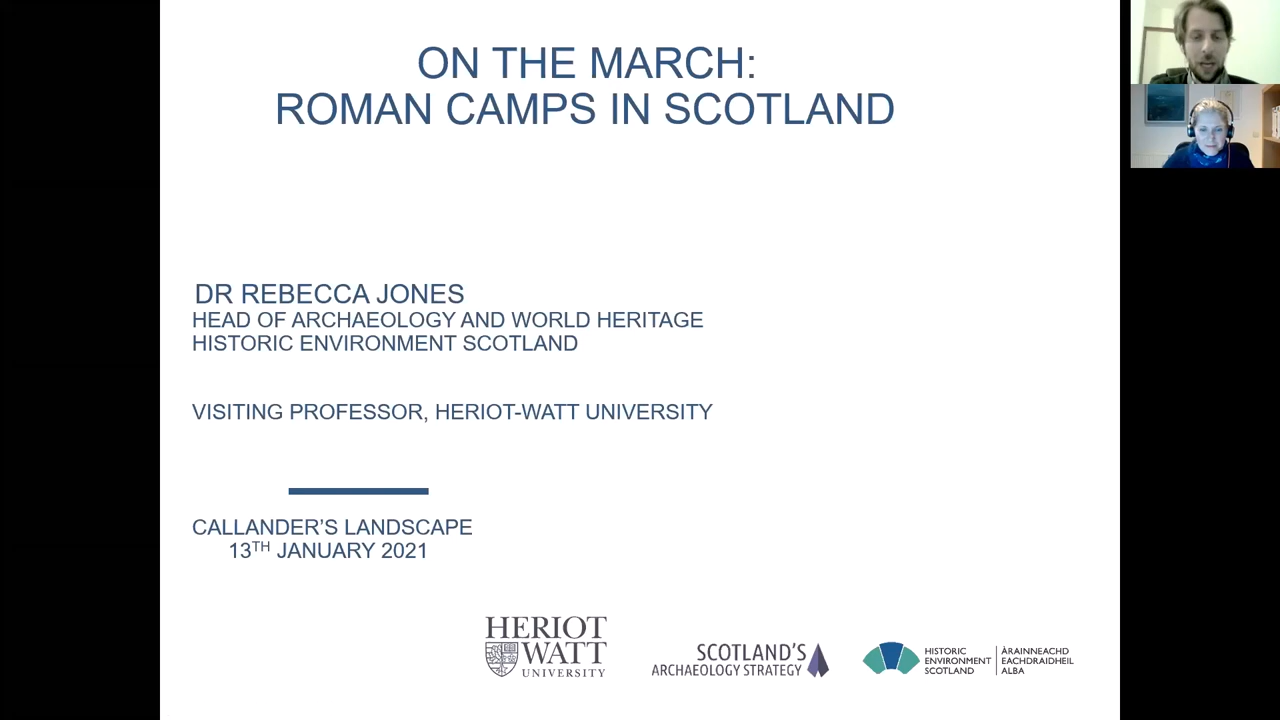 ON THE MARCH:
ROMAN CAMPS IN SCOTLAND
DR REBECCA JONES
HEAD OF ARCHAEOLOGY AND WORLD HERITAGE
HISTORIC ENVIRONMENT SCOTLAND
VISITING PROFESSOR, HERIOT-WATT UNIVERSITY
CALLANDER'S LANDSCAPE
13TH JANUARY 2021
HERIOT
WATT
UNIVERSITY
SCOTLAND'S
ARCHAEOLOGY STRATEGY
HISTORIC
ENVIRONMENT
SCOTLAND
ÀRAINNEACHD
EACHDRAIDHEIL
ALBA